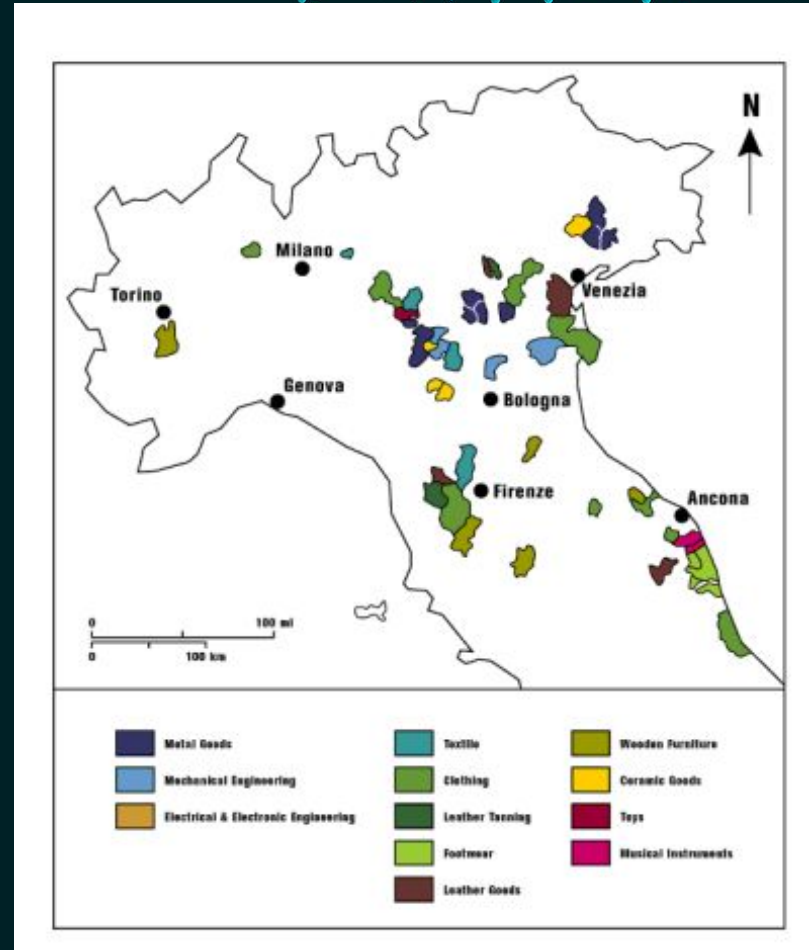 N
Milano
Torino
Venezia
Genova
Bologna
Firenze
Ancona
0 100 mi
0 100 km
Metal Goods
Mechanical Engineering
Electrical & Electronic Engineering
Textile
Clothing
Leather Tanning
Footwear
Leather Goods
Wooden Furniture
Ceramic Goods
Toys
Musical Instruments